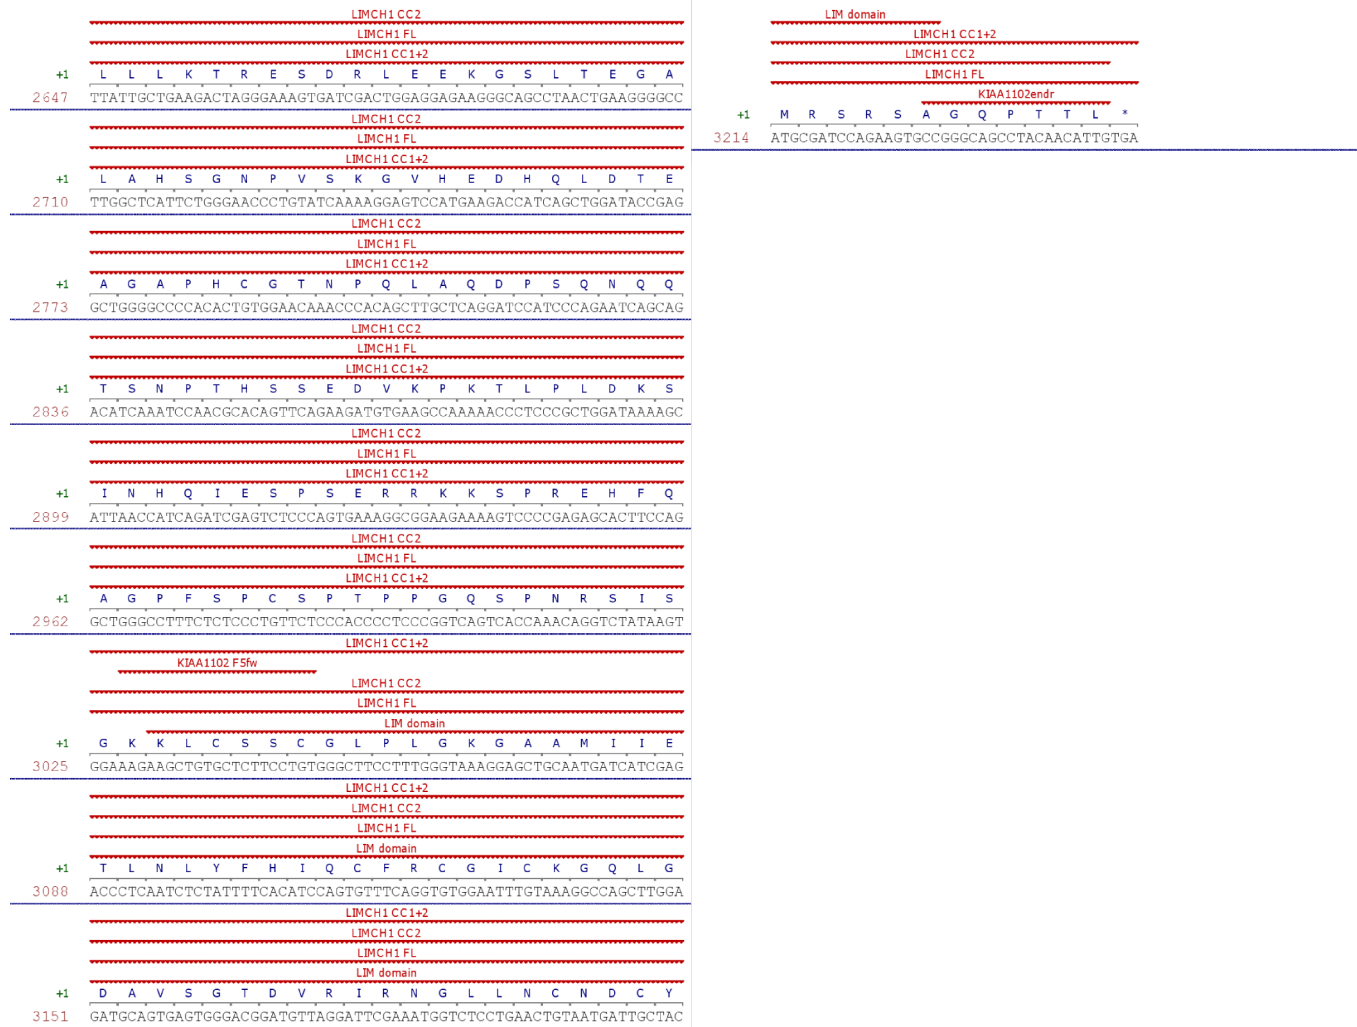 LIMCH1 CC2
LIMCH1 FL
LIMCH1 CC1+2
+1 L L L K T R E S D R L E E K G S L T E G A
2647 TTATTGCTGAAGACTAGGGAAAGTGATCGACTGGAGGAGAAGGGCAGCCTAACTGAAGGGGCC
LIMCH1 CC2
LIMCH1 FL
LIMCH1 CC1+2
+1 L A H S G N P V S K G V H E D H Q L D T E
2710 TTGGCTCATTCTGGGAACCCTGTATCAAAAGGAGTCCATGAAGACCATCAGCTGGATACCGAG
LIMCH1 CC2
LIMCH1 FL
LIMCH1 CC1+2
+1 A G A P H C G T N P Q L A Q D P S Q N Q Q
2773 GCTGGGGCCCCACACTGTGGAACAAACCCACAGCTTGCTCAGGATCCATCCCAGAATCAGCAG
LIMCH1 CC2
LIMCH1 FL
LIMCH1 CC1+2
+1 T S N P T H S S E D V K P K T L P L D K S
2836 ACATCAAATCCAACGCACAGTTCAGAAGATGTGAAGCCAAAAACCCTCCCGCTGGATAAAAGC
LIMCH1 CC2
LIMCH1 FL
LIMCH1 CC1+2
+1 I N H Q I E S P S E R R K K S P R E H F Q
2899 ATTAACCATCAGATCGAGTCTCCCAGTGAAAGGCGGAAGAAAAGTCCCCGAGAGCACTTCCAG
LIMCH1 CC2
LIMCH1 FL
LIMCH1 CC1+2
+1 A G P F S P C S P T P P G Q S P N R S I S
2962 GCTGGGCCTTTCTCTCCCTGTTCTCCCACCCCTCCCGGTCAGTCACCAAACAGGTCTATAAGT
LIMCH1 CC1+2
KIAA1102 F5fw
LIMCH1 CC2
LIMCH1 FL
LIM domain
+1 G K K L C S S C G L P L G K G A A M I I E
3025 GGAAAGAAGCTGTGCTCTTCCTGTGGGCTTCCTTTGGGTAAAGGAGCTGCAATGATCATCGAG
LIMCH1 CC1+2
LIMCH1 CC2
LIMCH1 FL
LIM domain
+1 T L N L Y F H I Q C F R C G I C K G Q L G
3088 ACCCTCAATCTCTATTTTCACATCCAGTGTTTCAGGTGTGGAATTTGTAAAGGCCAGCTTGGA
LIMCH1 CC1+2
LIMCH1 CC2
LIMCH1 FL
LIM domain
+1 D A V S G T D V R I R N G L L N C N D C Y
3151 GATGCAGTGAGTGGGACGGATGTTAGGATTCGAAATGGTCTCCTGAACTGTAATGATTGCTAC
LIM domain
LIMCH1 CC1+2
LIMCH1 CC2
LIMCH1 FL
KIAA1102endr
+1 M R S R S A G Q P T T L *
3214 ATGCGATCCAGAAGTGCCGGGCAGCCTACAACATTGTGA